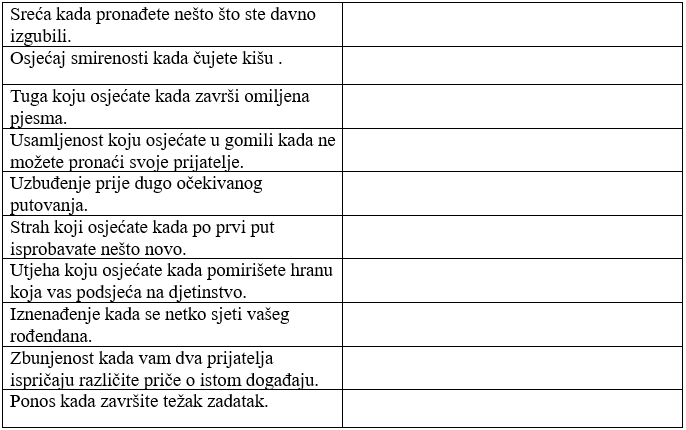 Sreća kada pronađete nešto što ste davno
izgubili.
Osjećaj smirenosti kada čujete kišu .
Tuga koju osjećate kada završi omiljena
pjesma.
Usamljenost koju osjećate u gomili kada ne
možete pronaći svoje prijatelje.
Uzbuđenje prije dugo očekivanog
putovanja.
Strah koji osjećate kada po prvi put
isprobavate nešto novo.
Utjeha koju osjećate kada pomirišete hranu
koja vas podsjeća na djetinstvo.
Iznenađenje kada se netko sjeti vašeg
rođendana.
Zbunjenost kada vam dva prijatelja
ispričaju različite priče o istom događaju.
Ponos kada završite težak zadatak.